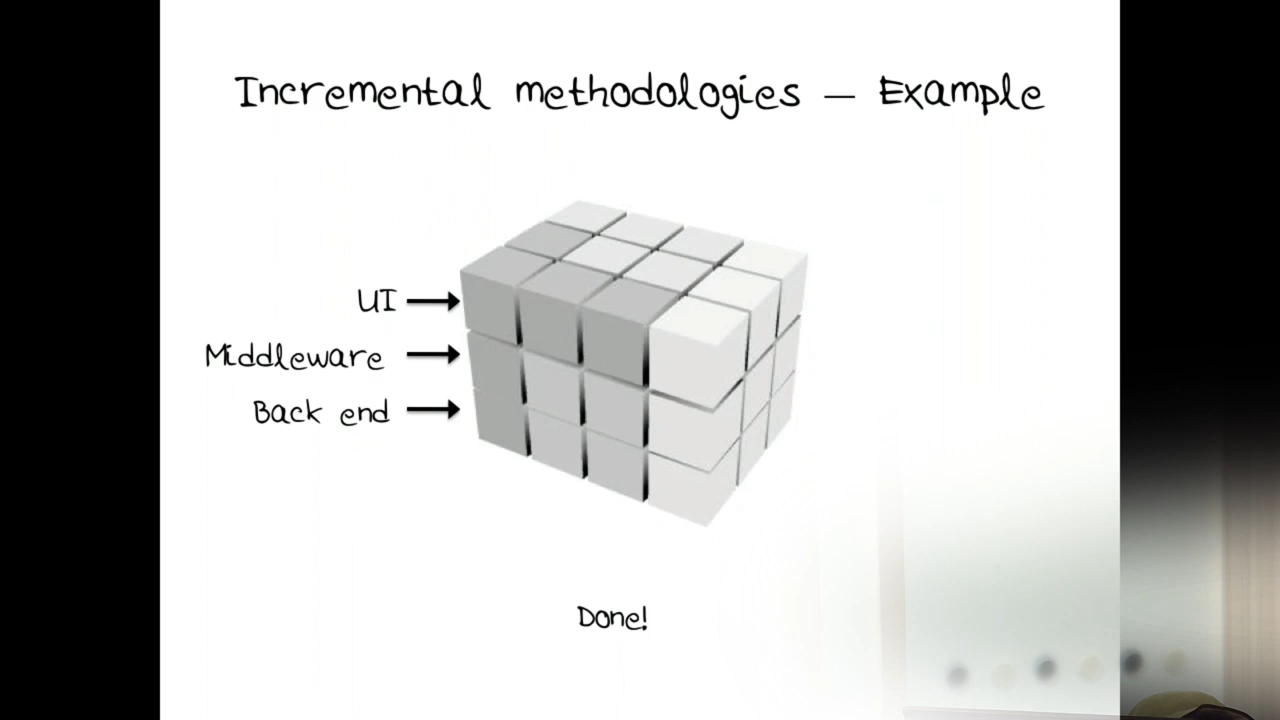 Incremental methodologies — Example
UI
Middleware
Back end
Done!